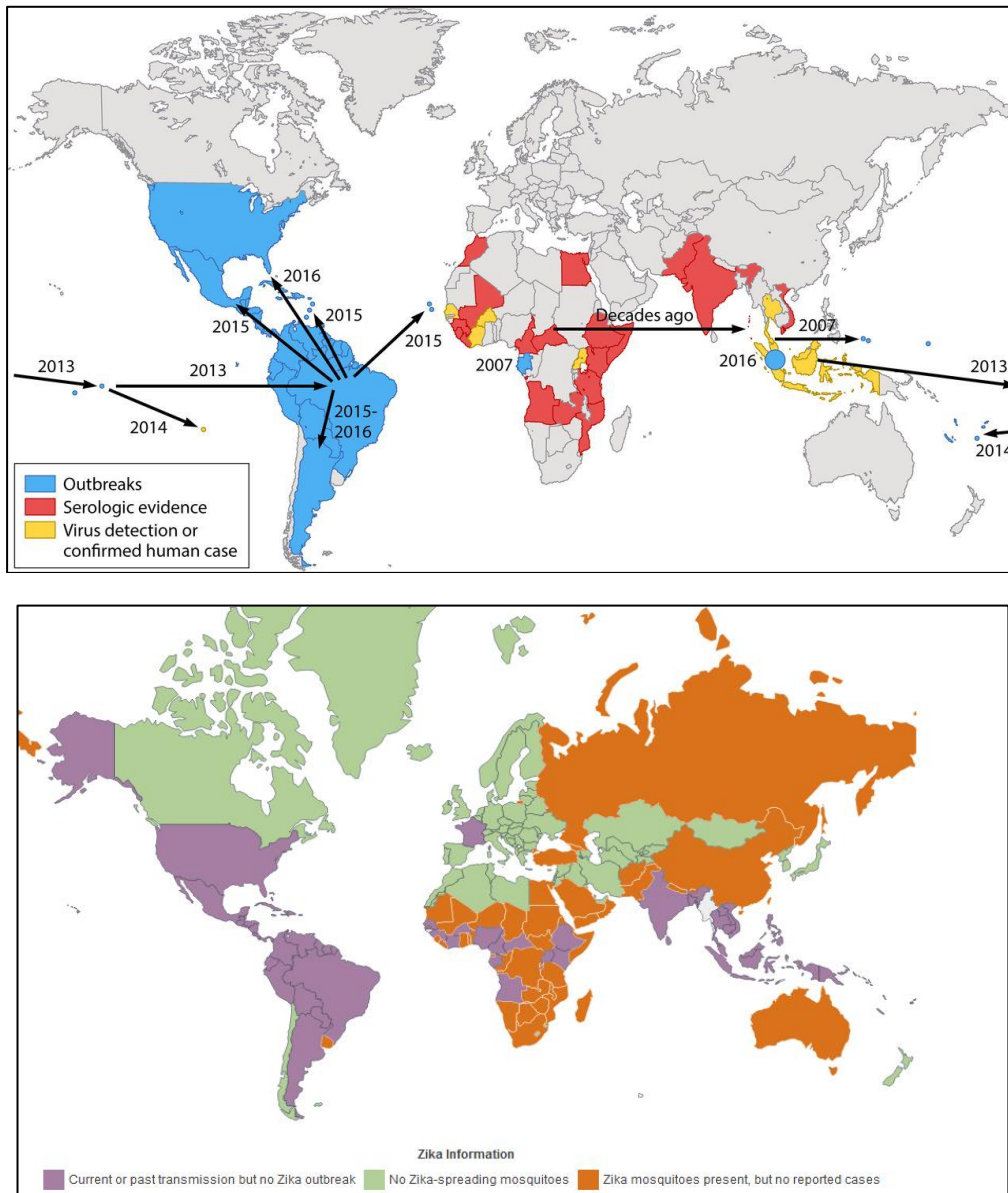 2016
2015
2015
Decades ago
2015
2007
2007
2016
2013
2013
2013
2014
2015-
2016
2014
Outbreaks
Serologic evidence
Virus detection or
confirmed human case
Zika Information
Current or past transmission but no Zika outbreak
No Zika-spreading mosquitoes
Zika mosquitoes present, but no reported cases